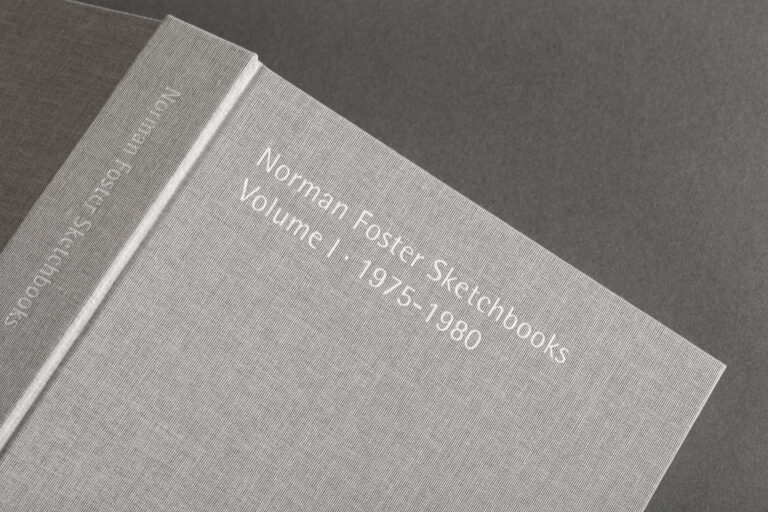 Norman Foster Sketchbooks
Norman Foster Sketchbooks
Volume I · 1975–1980